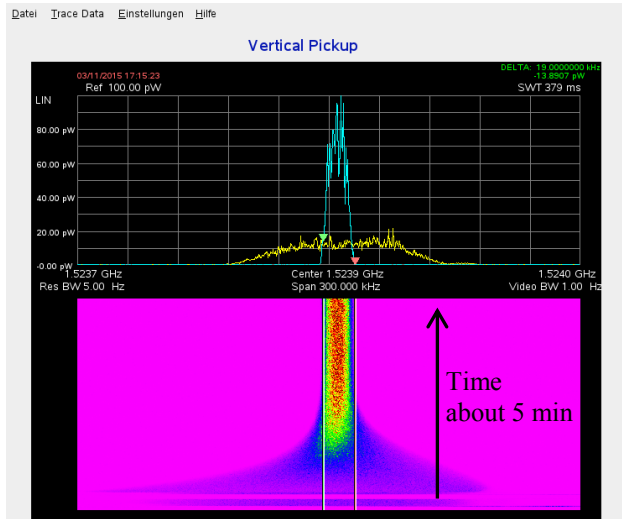 Datei Trace Data Einstellungen Hilfe
Vertical Pickup
DELTA: 19.0000000 kHz
03/11/2015 17:15:23 -13.8907 pW
Ref 100.00 pW SWT 379 ms
LIN
80.00 pW
60.00 pW
40.00 pW
20.00 pW
-0.00 pW
1.5237 GHz Center 1.5239 GHz 1.5240 GHz
Res BW 5.00 Hz Span 300.000 kHz Video BW 1.00 Hz
Time
about 5 min